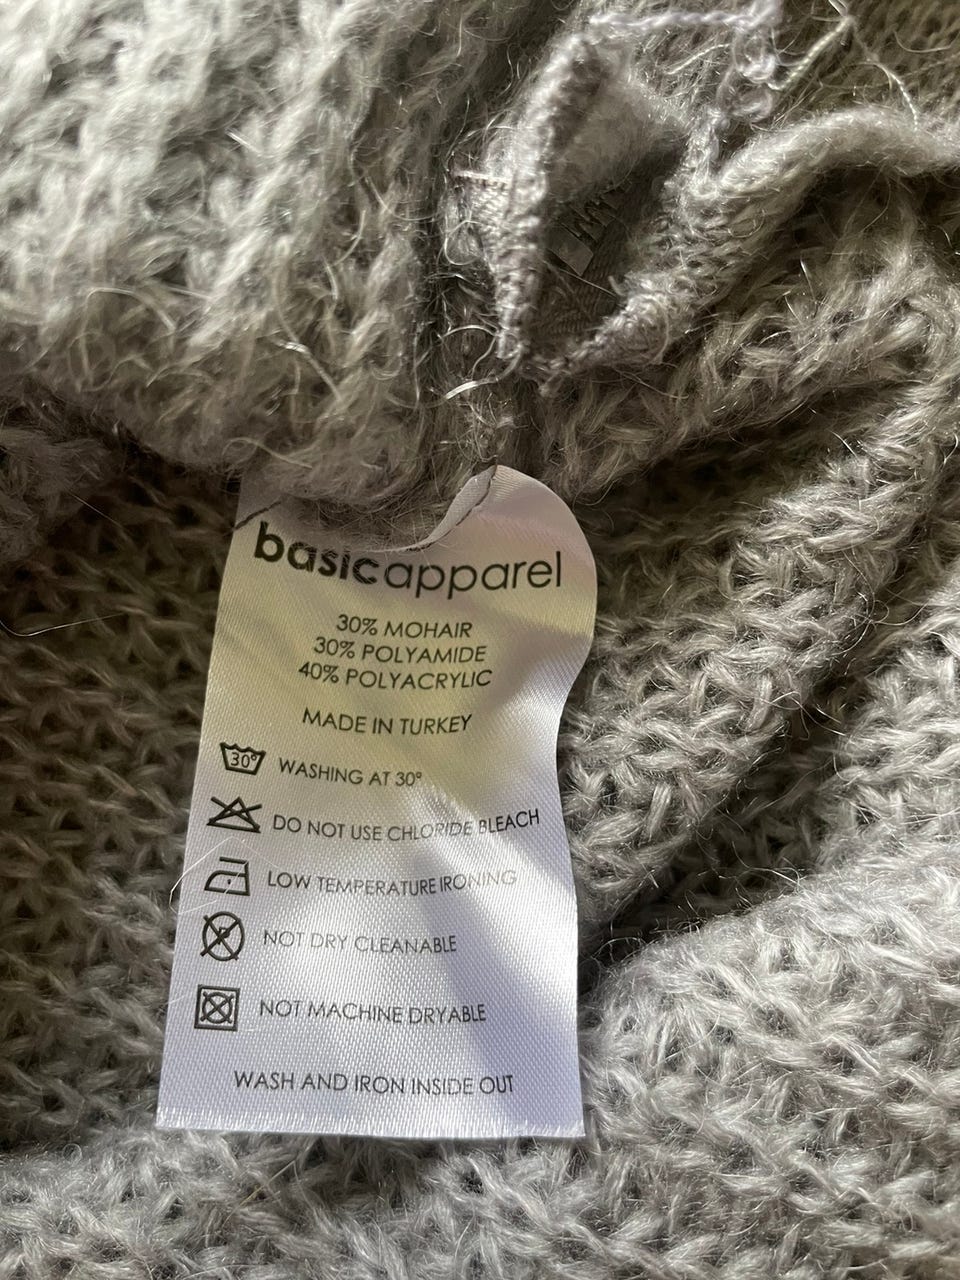 basicapparel
30% MOHAIR
30% POLYAMIDE
40% POLYACRYLIC
MADE IN TURKEY
30° WASHING AT 30°
DO NOT USE CHLORIDE BLEACH
LOW TEMPERATURE IRONING
NOT DRY CLEANABLE
NOT MACHINE DRYABLE
WASH AND IRON INSIDE OUT